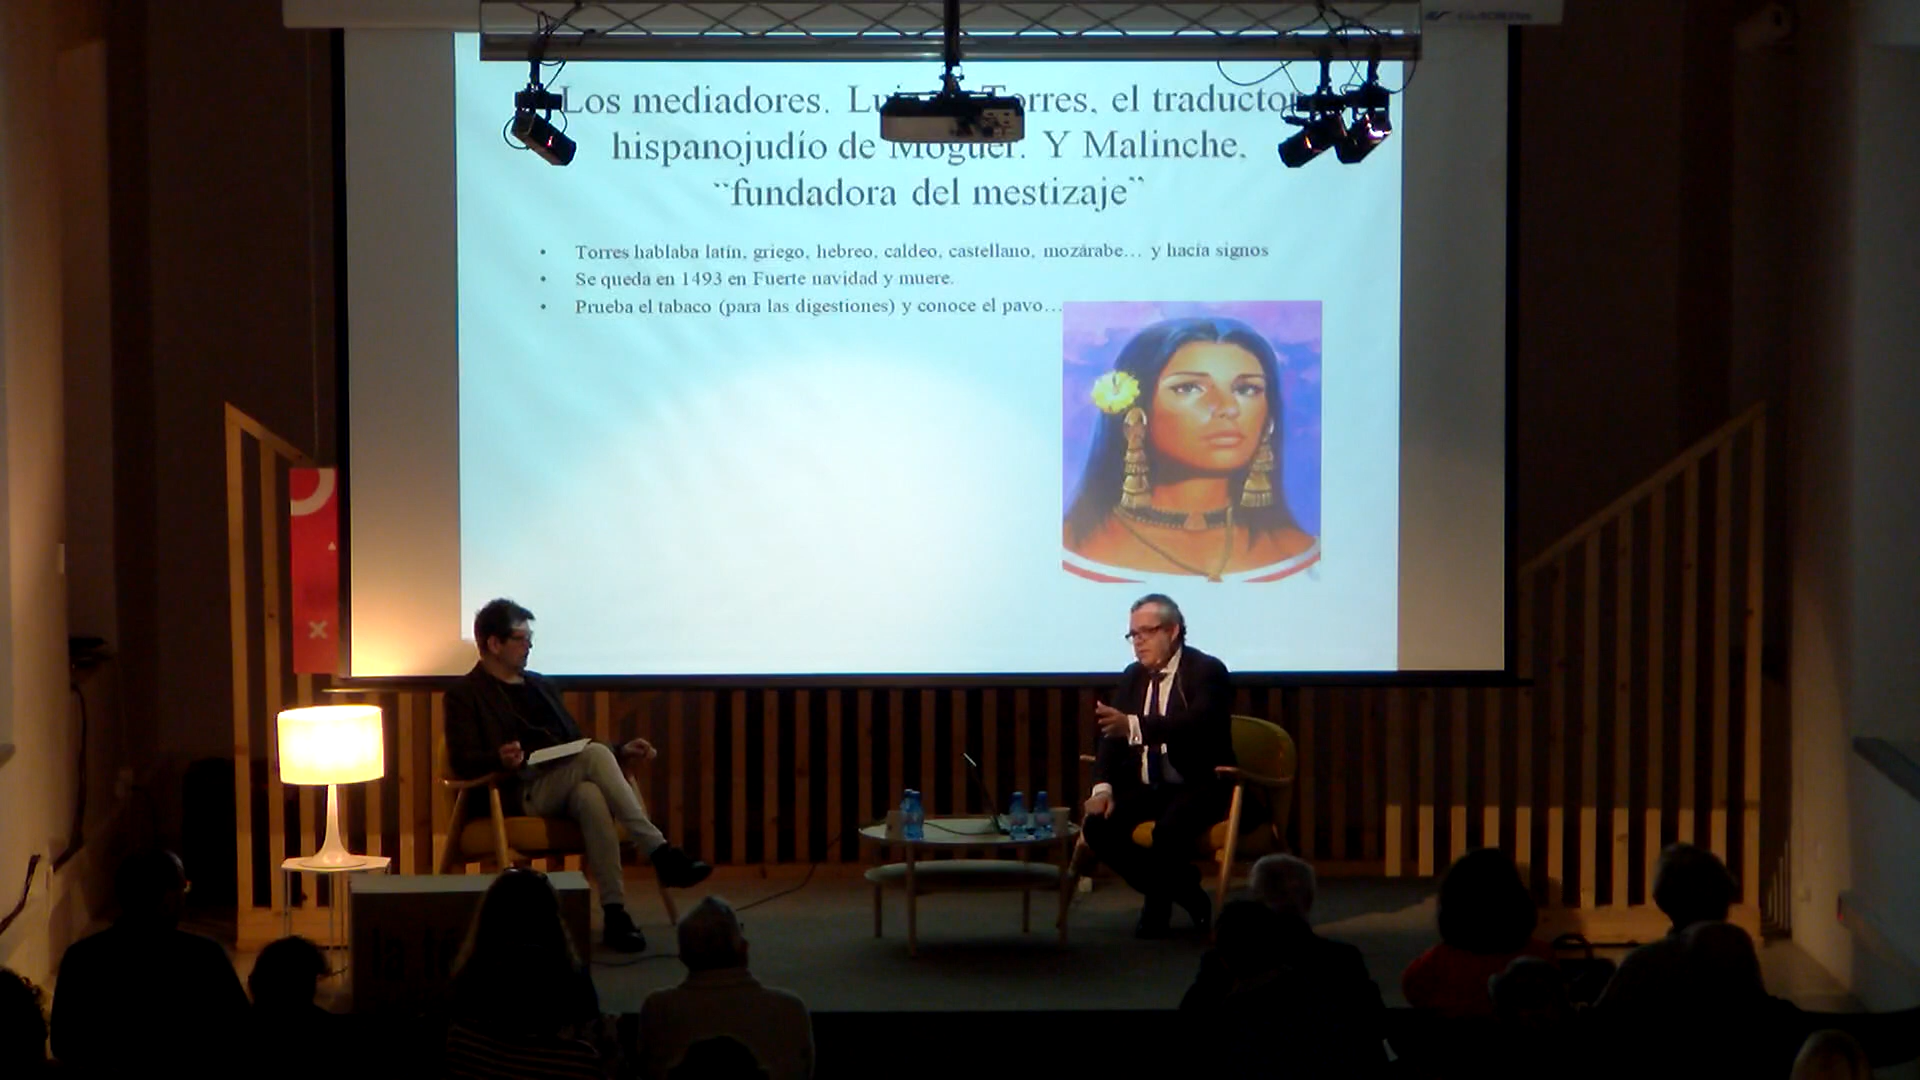 Los mediadores. Torres, el traductor
hispanojudío de Moguer. Y Malinche,
“fundadora del mestizaje”
• Torres hablaba latín, griego, hebreo, caldeo, castellano, mozárabe… y hacía signos
• Se queda en 1493 en Fuerte navidad y muere.
• Prueba el tabaco (para las digestiones) y conoce el pavo…